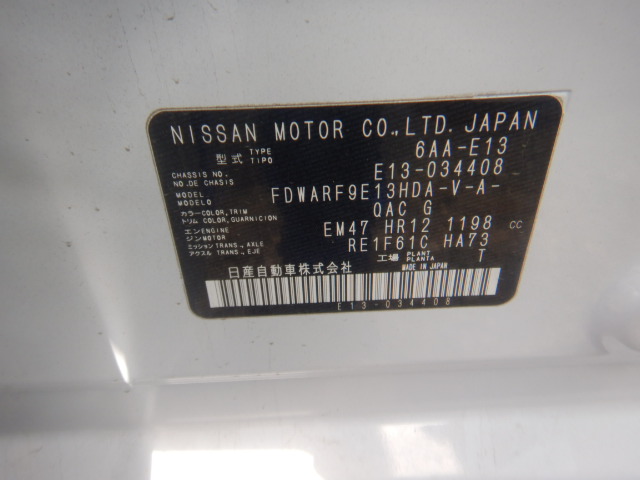 NISSAN MOTOR CO.,LTD. JAPAN
型式 TYPE TIPO 6AA-E13
CHASSIS NO. NO.DE CHASIS E13-034408
MODEL MODELO FDWARF9E13HDA-V-A-
カラー COLOR, TRIM トリム COLOR, GUARNICION QAC G
エンジン ENGINE ジンMOTOR EM47 HR12 1198 CC
ミッション TRANS., AXLE アクスル TRANS., EJE RE1F61C HA73
工場 PLANT PLANTA T
日産自動車株式会社 MADE IN JAPAN
E13-034408